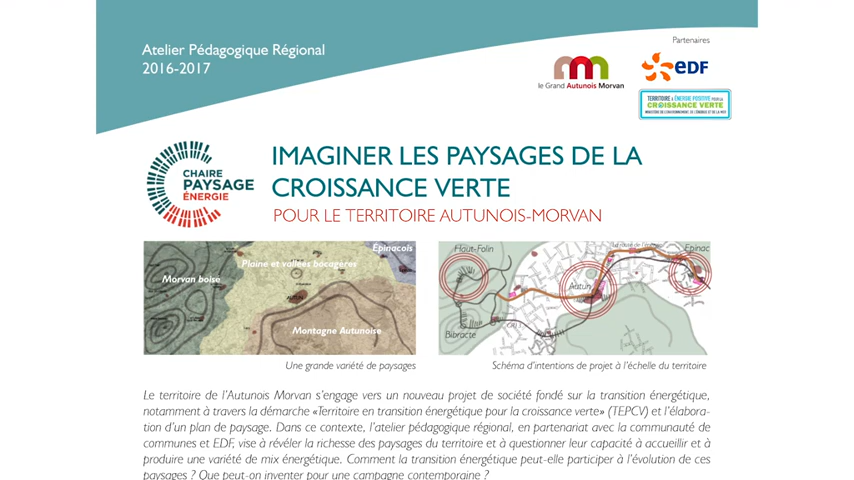 Atelier Pédagogique Régional
2016-2017
Partenaires
le Grand Autunois Morvan
eDF
TERRITOIRE à ÉNERGIE POSITIVE POUR LA
CROISSANCE VERTE
CHAIRE
PAYSAGE
ÉNERGIE
IMAGINER LES PAYSAGES DE LA
CROISSANCE VERTE
POUR LE TERRITOIRE AUTUNOIS-MORVAN
Epinacois
Plaine et vallées bocagères
Morvan boisé
AUTUN
Montagne Autunoise
Haut-Folin
Epinac
Autun
Bibracte
Une grande variété de paysages
Schéma d'intentions de projet à l'échelle du territoire
Le territoire de l'Autunois Morvan s'engage vers un nouveau projet de société fondé sur la transition énergétique,
notamment à travers la démarche «Territoire en transition énergétique pour la croissance verte» (TEPCV) et l'élabora-
tion d'un plan de paysage. Dans ce contexte, l'atelier pédagogique régional, en partenariat avec la communauté de
communes et EDF, vise à révéler la richesse des paysages du territoire et à questionner leur capacité à accueillir et à
produire une variété de mix énergétique. Comment la transition énergétique peut-elle participer à l'évolution de ces
paysages ? Que peut-on inventer pour une campagne contemporaine ?